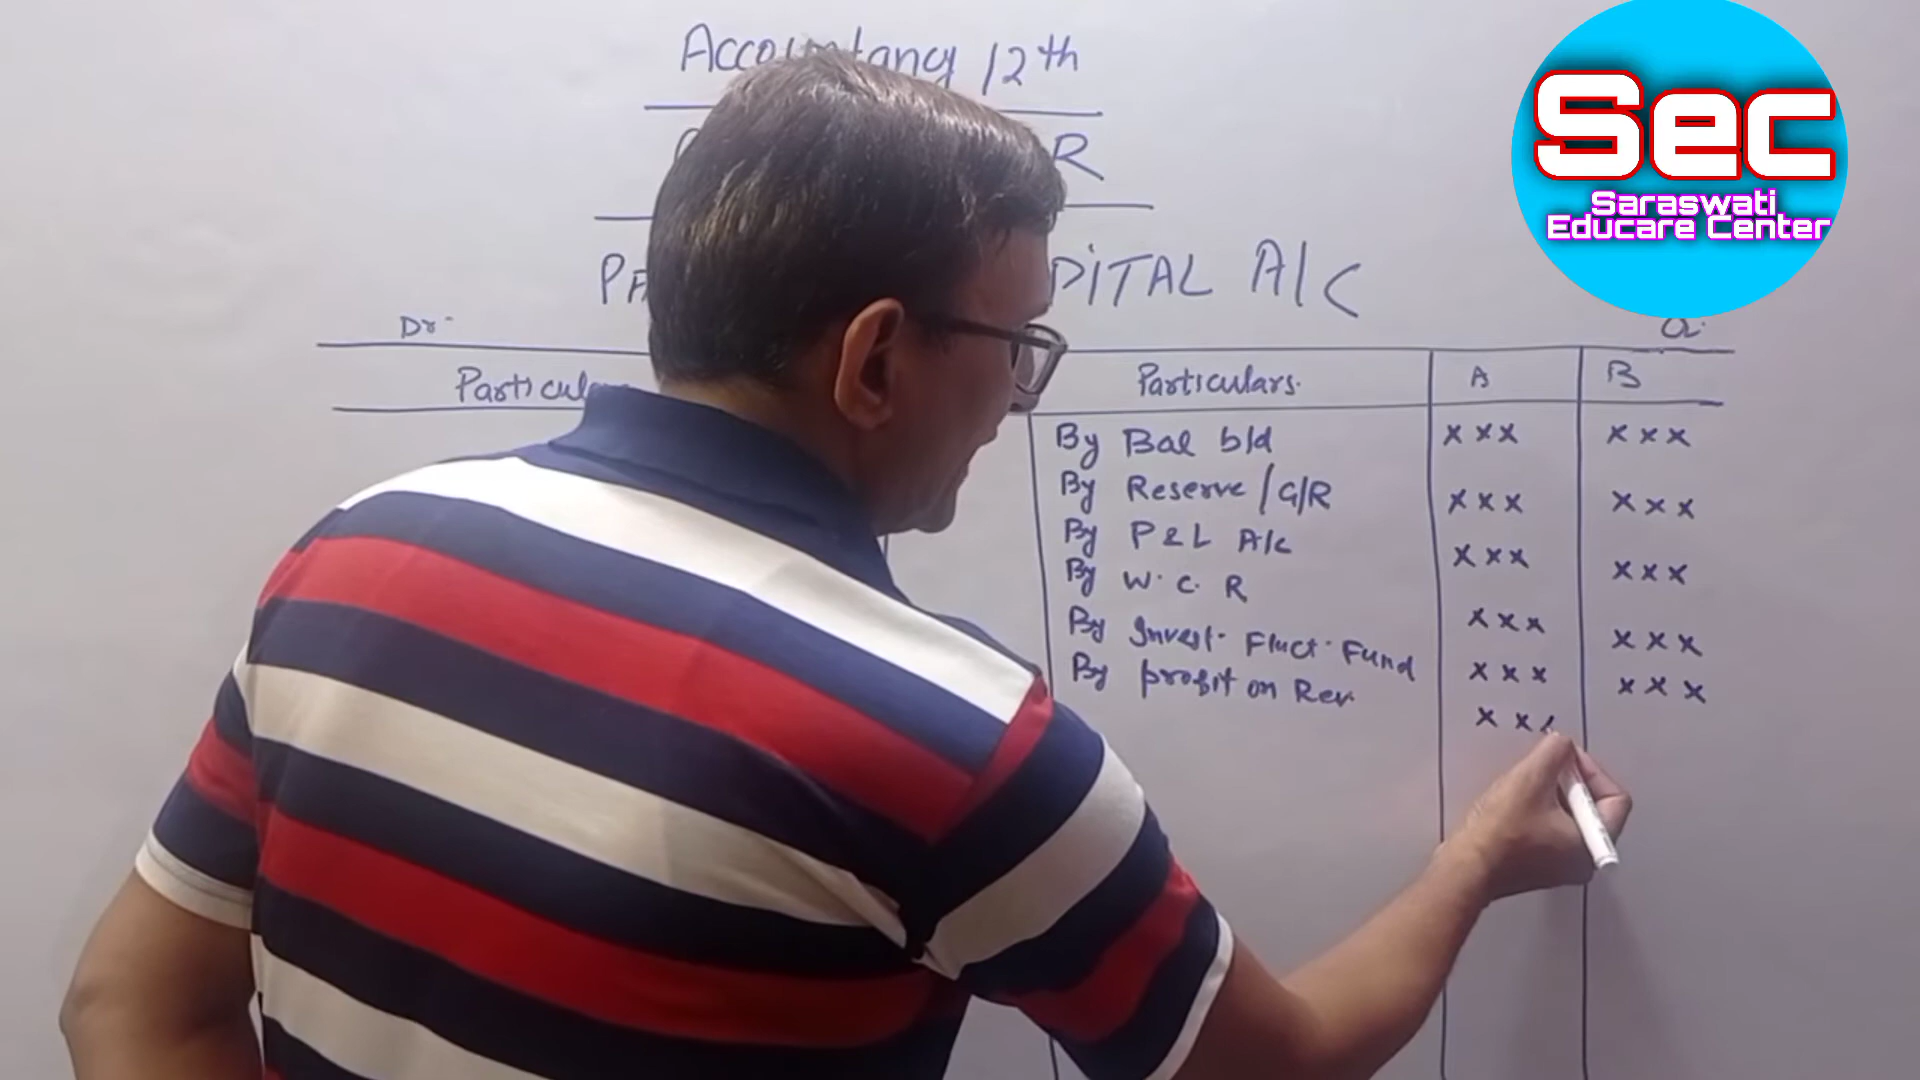 Accountancy 12th
R
PITAL A/C
Dr.
Particulars.
A
B
By Bal b/d
x x x
x x x
By Reserve / G/R
x x x
x x x
By P & L A/c
x x x
x x x
By W. C. R
x x x
x x x
By Invest. Fluct. Fund
x x x
x x x
By profit on Rev.
x x
Sec
Saraswati
Educare Center